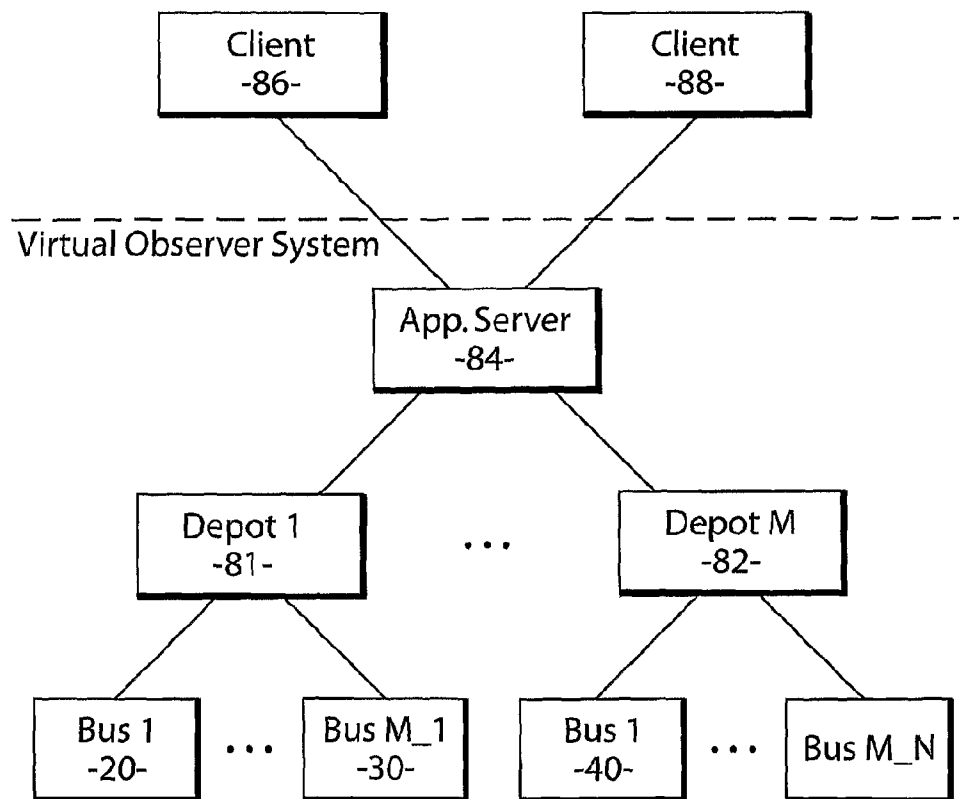 Client
-86-
Client
-88-
Virtual Observer System
App. Server
-84-
Depot 1
-81-
...
Depot M
-82-
Bus 1
-20-
...
Bus M_1
-30-
Bus 1
-40-
...
Bus M_N